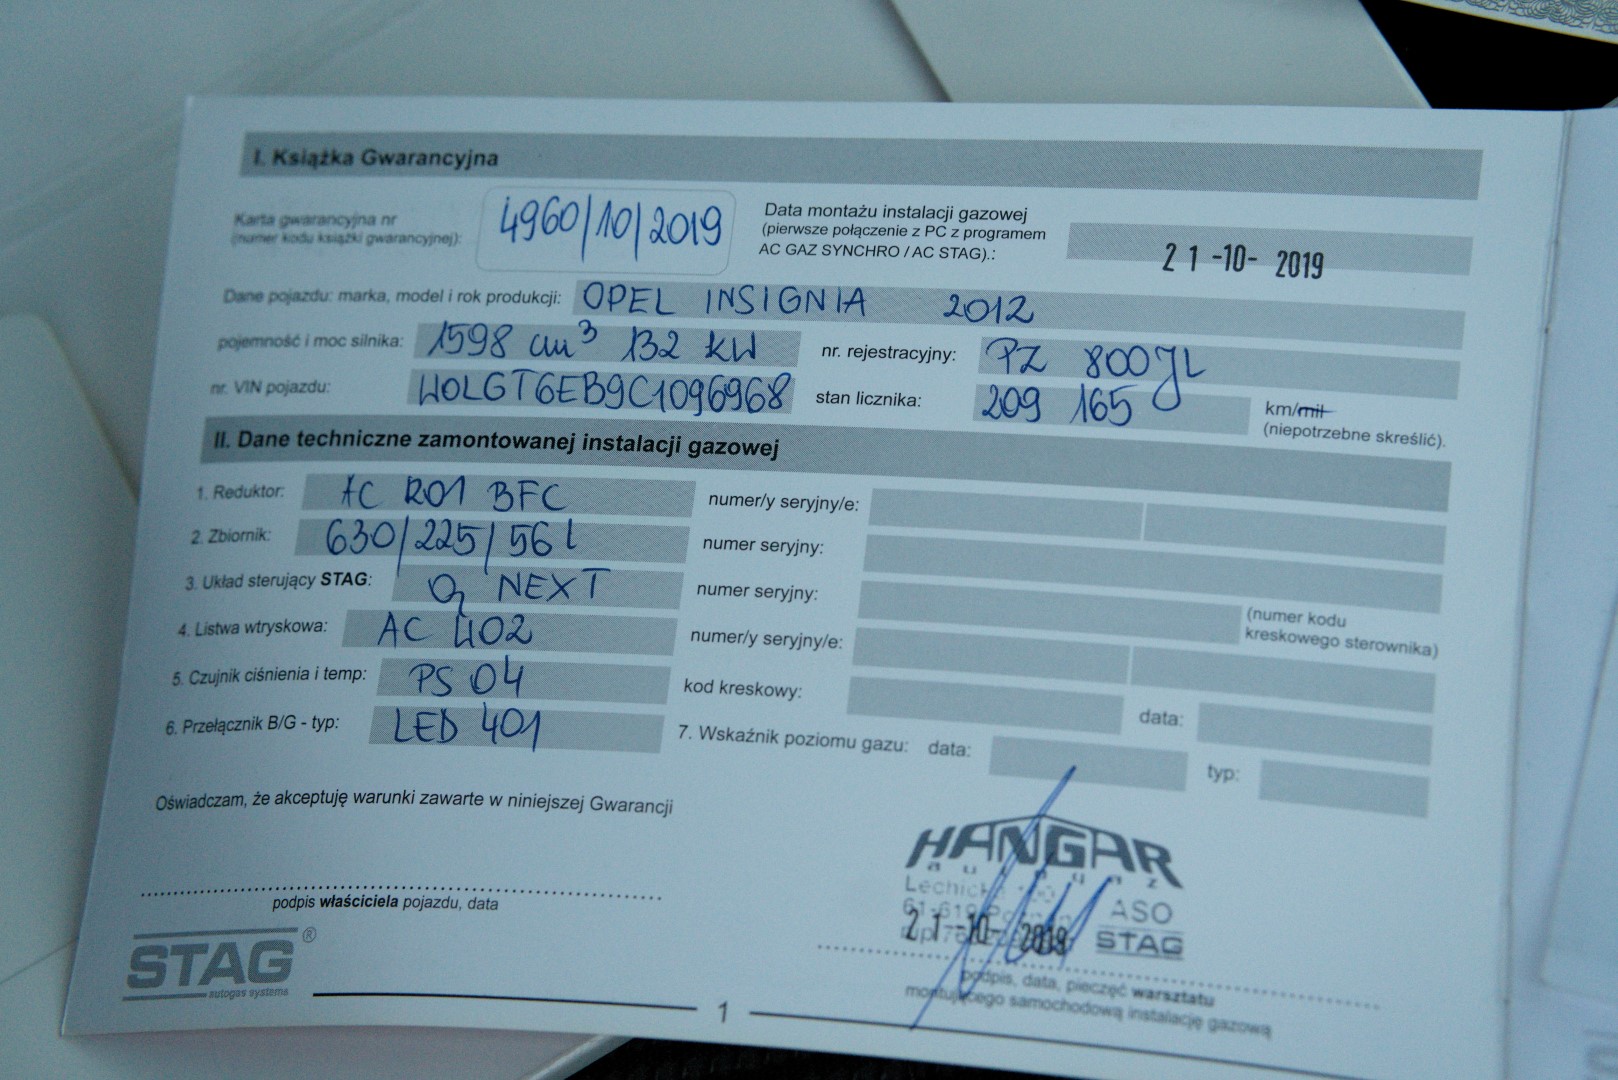 I. Książka Gwarancyjna
Karta gwarancyjna nr
(numer kodu książki gwarancyjnej):
4960/10/2019
Data montażu instalacji gazowej
(pierwsze połączenie z PC z programem
AC GAZ SYNCHRO / AC STAG).:
21-10-2019
Dane pojazdu: marka, model i rok produkcji: OPEL INSIGNIA 2012
pojemność i moc silnika: 1598 cm³ 132 kW nr. rejestracyjny: PZ 800JL
nr. VIN pojazdu: W0LGT6EB9C1096968 stan licznika: 209 165 km/mil
(niepotrzebne skreślić).
II. Dane techniczne zamontowanej instalacji gazowej
1. Reduktor: AC R01 BFC numer/y seryjny/e:
2. Zbiornik: 630/225/56 l numer seryjny:
3. Układ sterujący STAG: Q NEXT numer seryjny:
(numer kodu
kreskowego sterownika)
4. Listwa wtryskowa: AC W02 numer/y seryjny/e:
5. Czujnik ciśnienia i temp: PS 04 kod kreskowy: data:
6. Przełącznik B/G - typ: LED 401 7. Wskaźnik poziomu gazu: data: typ:
Oświadczam, że akceptuję warunki zawarte w niniejszej Gwarancji
podpis właściciela pojazdu, data
HANGAR
autogaz
ASO
STAG
21-10-2019
podpis, data, pieczęć warsztatu
montującego samochodową instalację gazową
STAG®
autogas systems
1